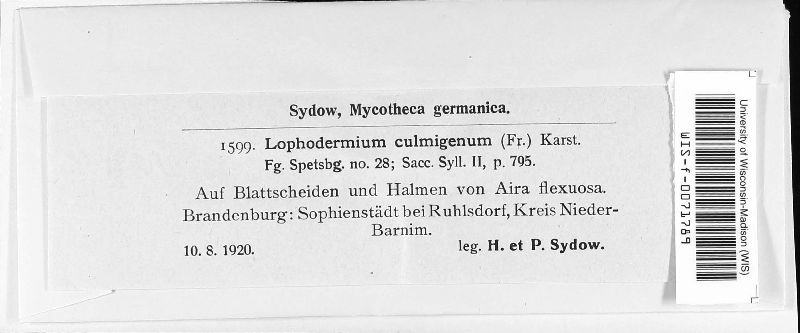 Sydow, Mycotheca germanica.
1599. Lophodermium culmigenum (Fr.) Karst.
Fg. Spetsbg. no. 28; Sacc. Syll. II, p. 795.
Auf Blattscheiden und Halmen von Aira flexuosa.
Brandenburg: Sophienstädt bei Ruhlsdorf, Kreis Nieder-
Barnim.
10. 8. 1920. leg. H. et P. Sydow.
WIS-f-0071789
University of Wisconsin-Madison (WIS)